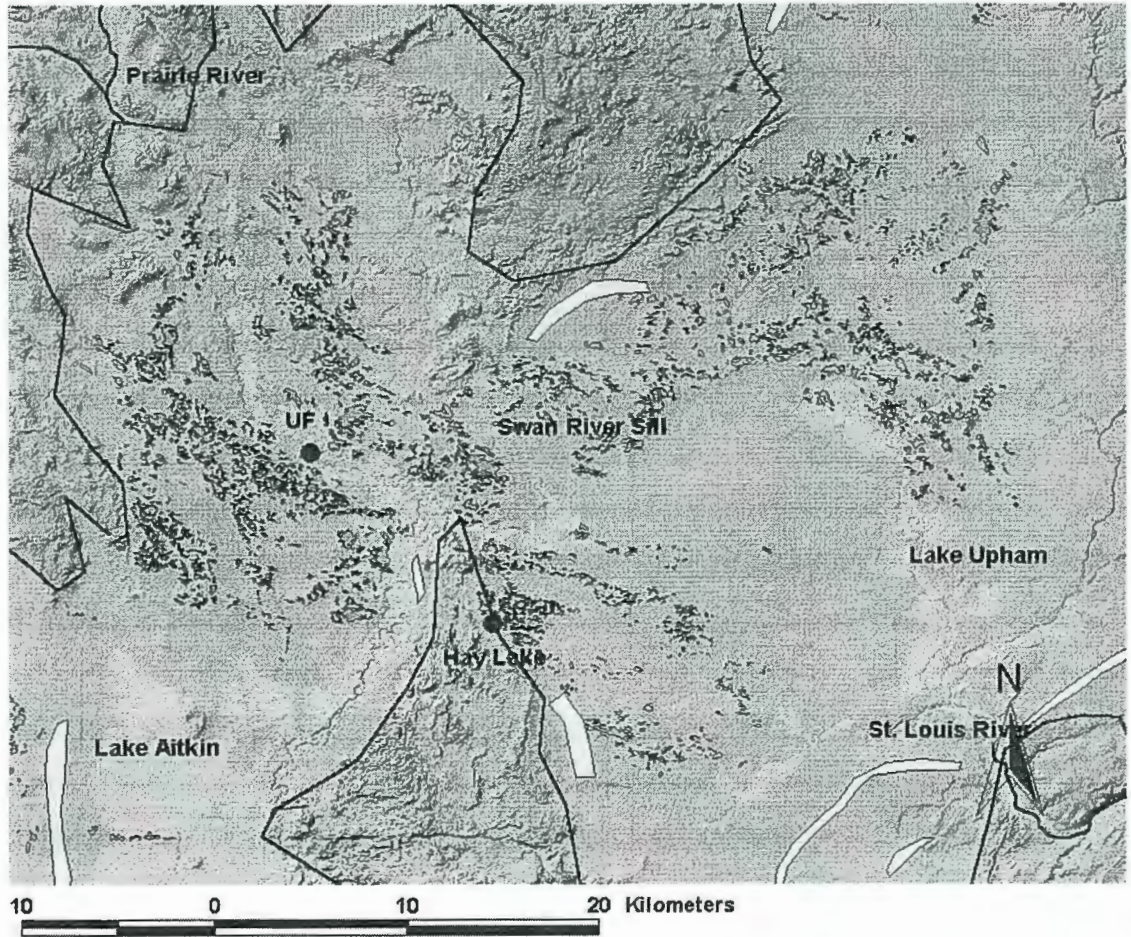 Prairie River
UF 1
Swan River Sill
Lake Upham
Hay Lake
N
St. Louis River
Lake Aitkin
10 0 10 20 Kilometers